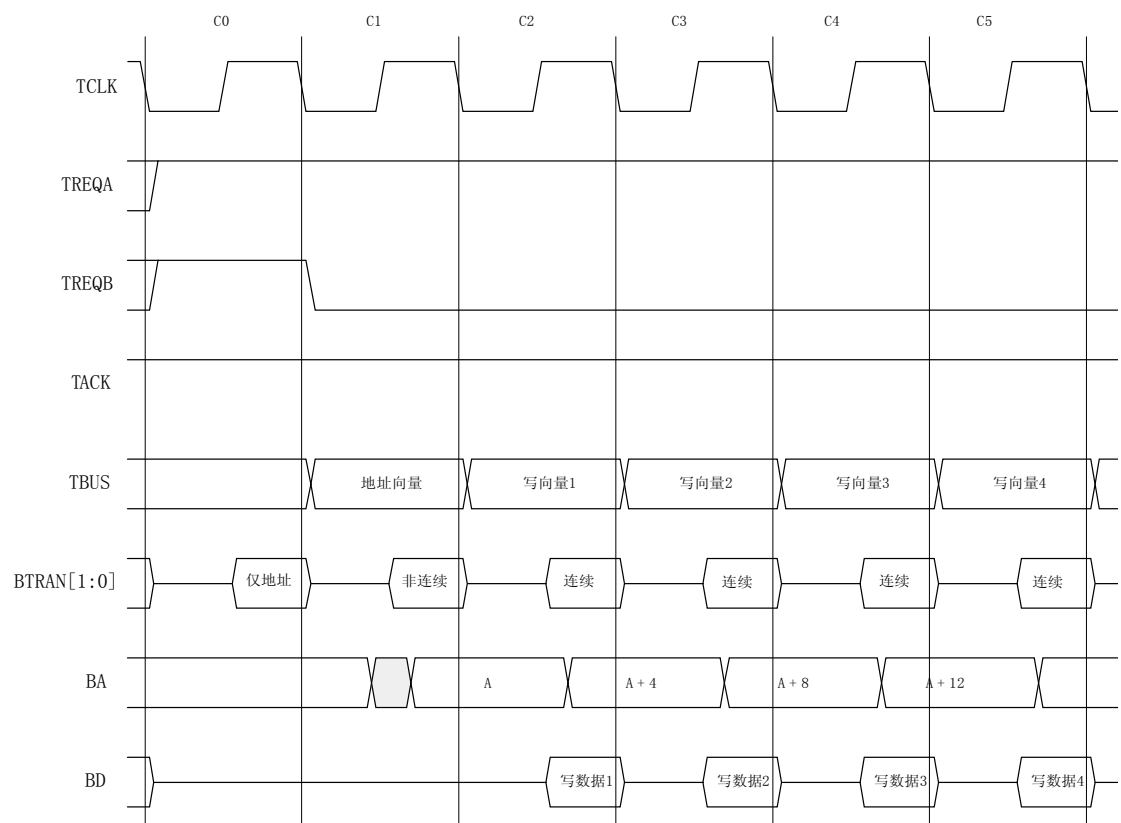 C0 C1 C2 C3 C4 C5
TCLK
TREQA
TREQB
TACK
TBUS 地址向量 写向量1 写向量2 写向量3 写向量4
BTRAN[1:0] 仅地址 非连续 连续 连续 连续 连续
BA A A + 4 A + 8 A + 12
BD 写数据1 写数据2 写数据3 写数据4